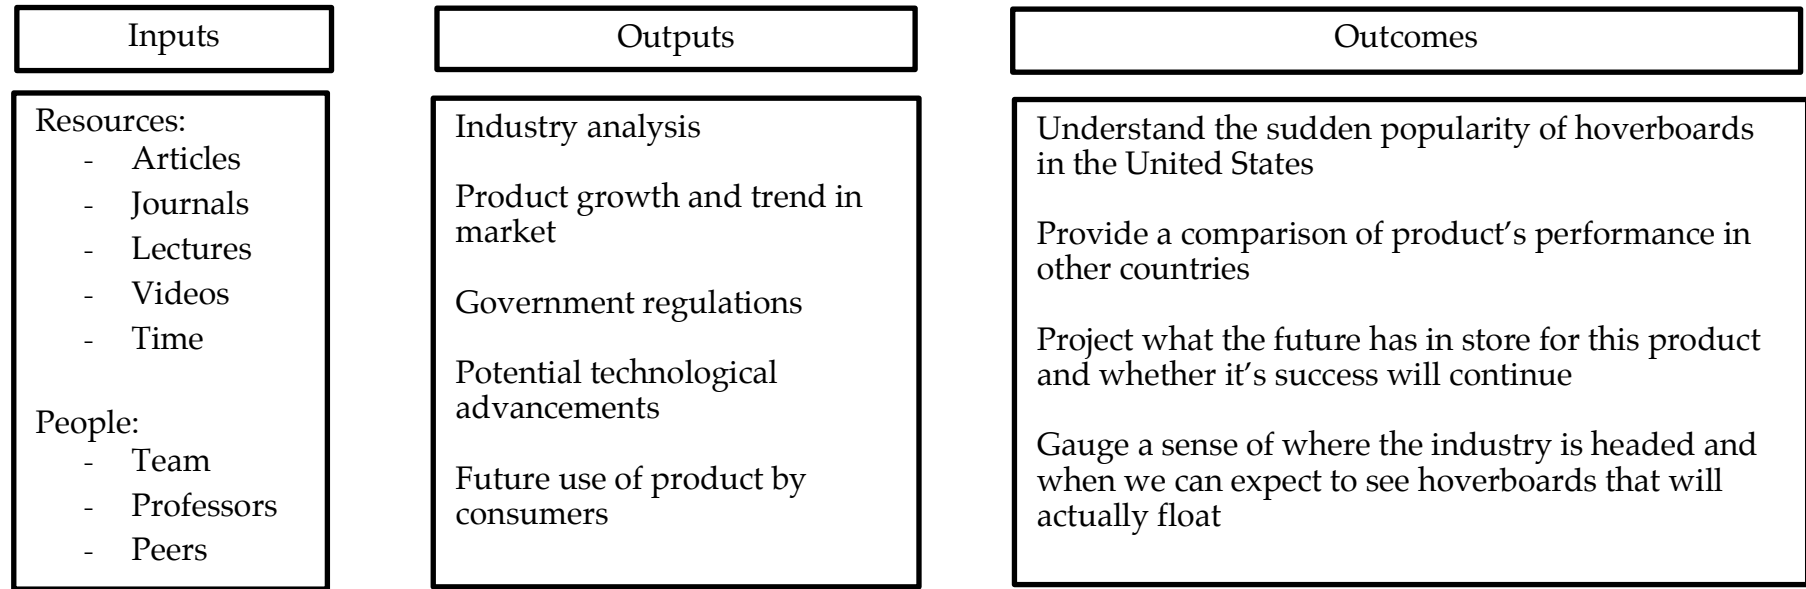 Inputs
Resources:
- Articles
- Journals
- Lectures
- Videos
- Time
People:
- Team
- Professors
- Peers
Outputs
Industry analysis
Product growth and trend in
market
Government regulations
Potential technological
advancements
Future use of product by
consumers
Outcomes
Understand the sudden popularity of hoverboards
in the United States
Provide a comparison of product’s performance in
other countries
Project what the future has in store for this product
and whether it’s success will continue
Gauge a sense of where the industry is headed and
when we can expect to see hoverboards that will
actually float